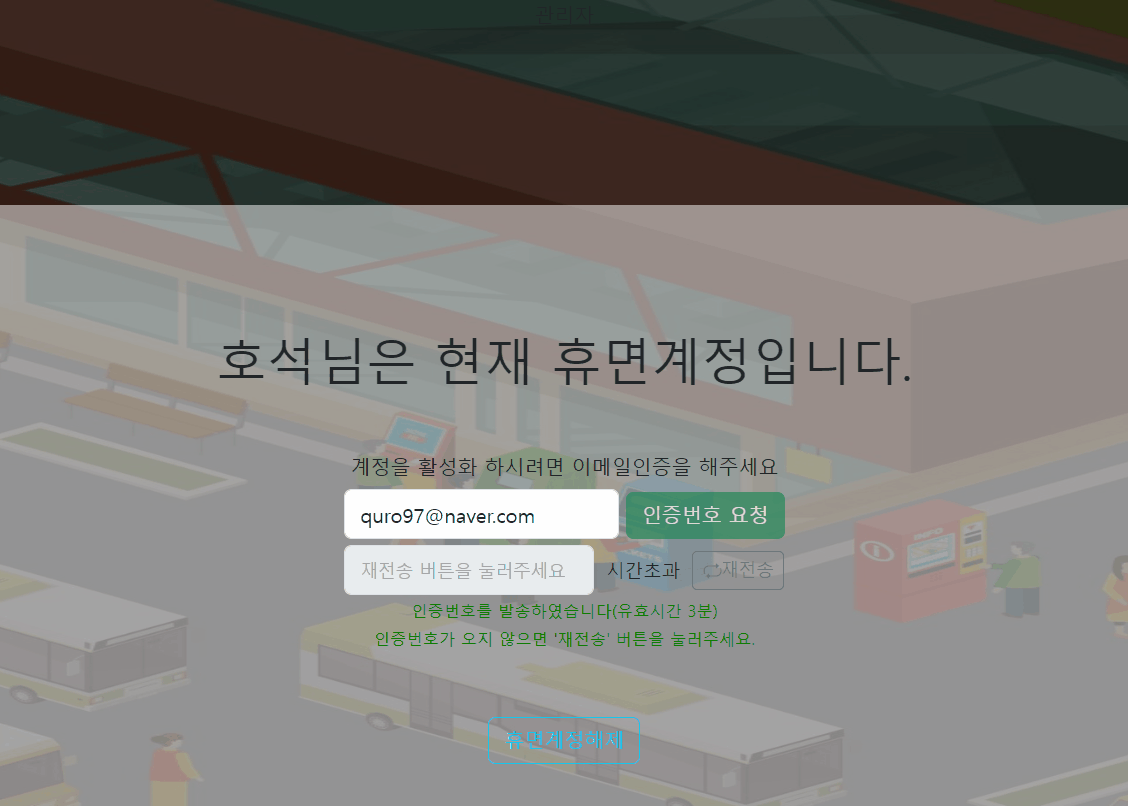 관리자
호석님은 현재 휴면계정입니다.
계정을 활성화 하시려면 이메일인증을 해주세요
quro97@naver.com 인증번호 요청
재전송 버튼을 눌러주세요 시간초과 재전송
인증번호를 발송하였습니다(유효시간 3분)
인증번호가 오지 않으면 '재전송' 버튼을 눌러주세요.
휴면계정해제